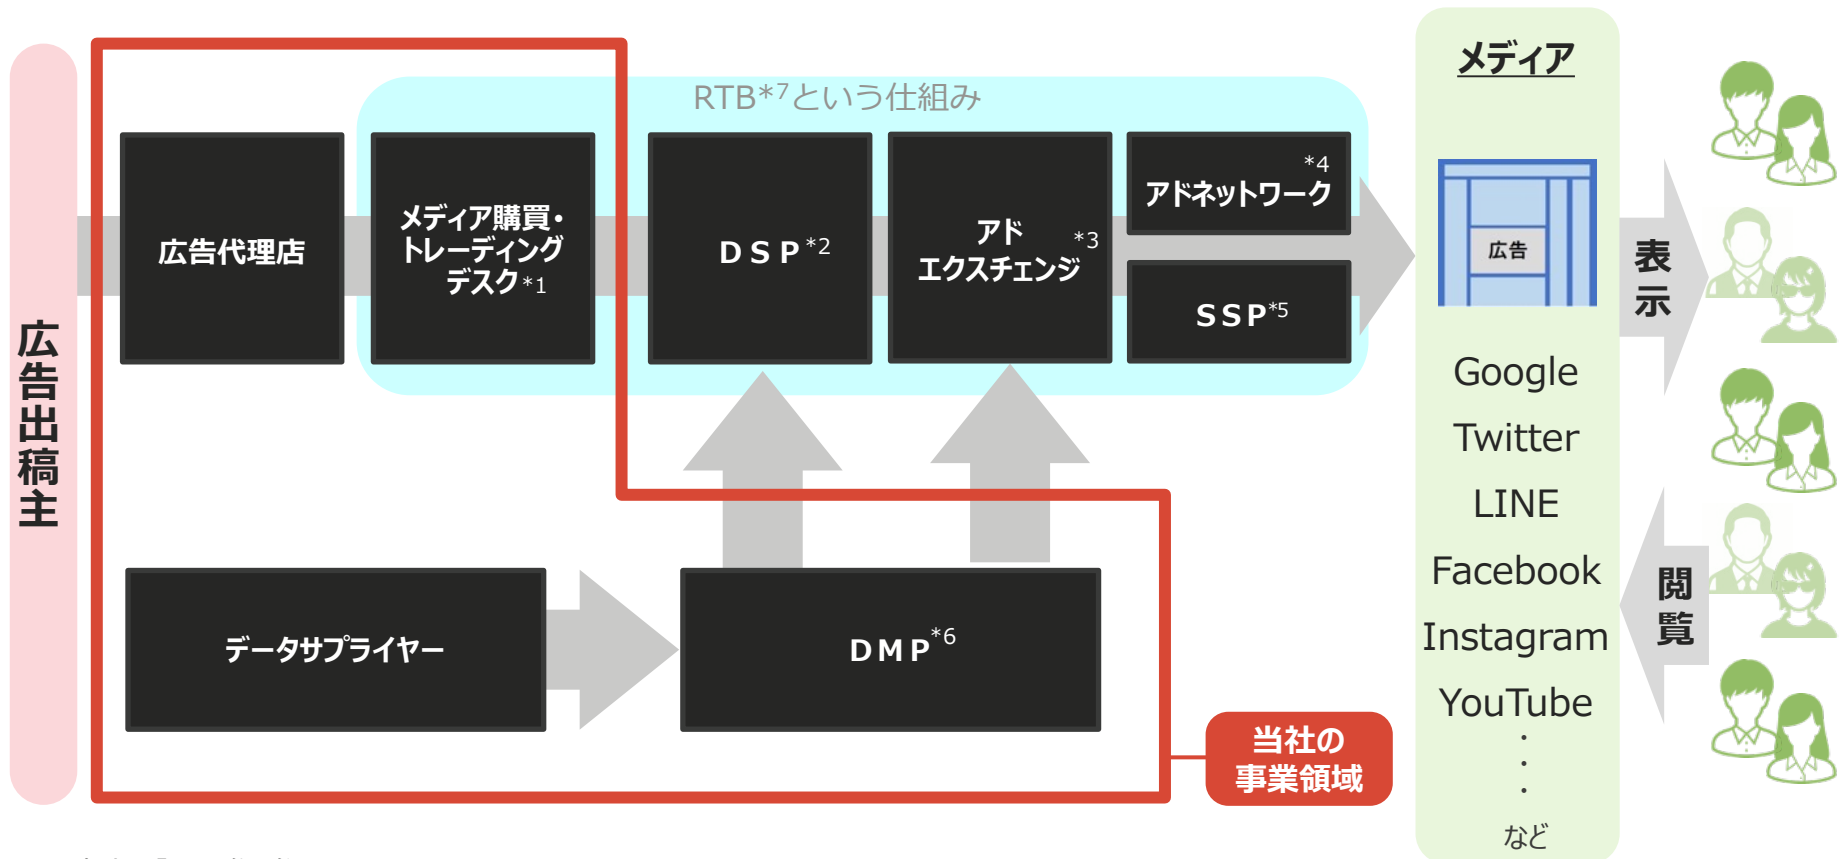 広告出稿主
RTB*7という仕組み
広告代理店
メディア購買・
トレーディング
デスク*1
DSP*2
アド
エクスチェンジ*3
*4
アドネットワーク
SSP*5
データサプライヤー
DMP*6
当社の
事業領域
メディア
広告
Google
Twitter
LINE
Facebook
Instagram
YouTube
・
・
・
など
表示
閲覧